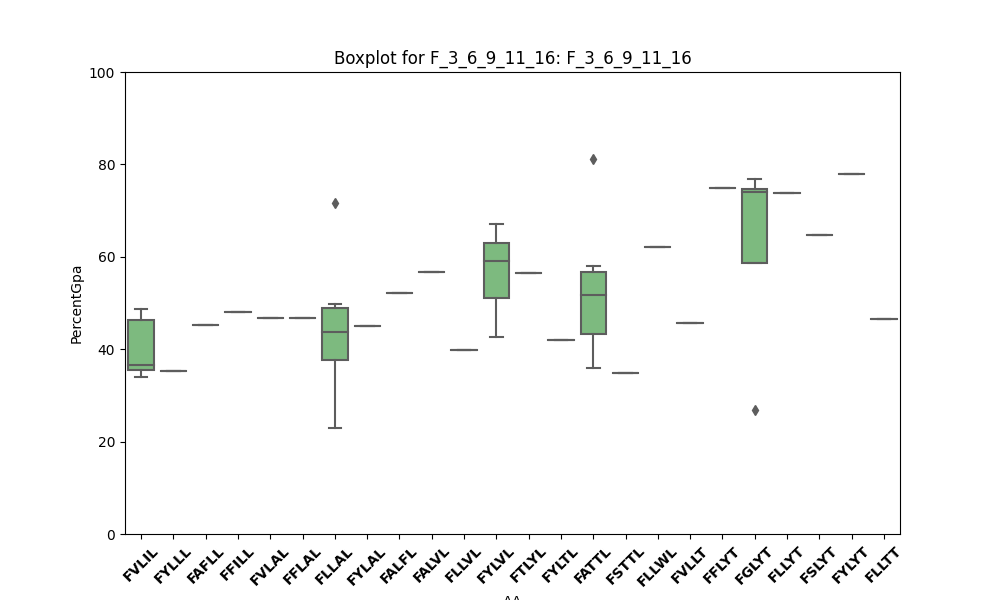 Boxplot for F_3_6_9_11_16: F_3_6_9_11_16
100
80
60
40
20
0
PercentGpa
FVLIL
FYLLL
FAFLL
FFILL
FVLAL
FFLAL
FLLAL
FYLAL
FALFL
FALVL
FLLVL
FYLVL
FTLYL
FYLTL
FATTL
FSTTL
FLLWL
FVLLT
FFLYT
FGLYT
FLLYT
FSLYT
FYLYT
FLLTT
AA